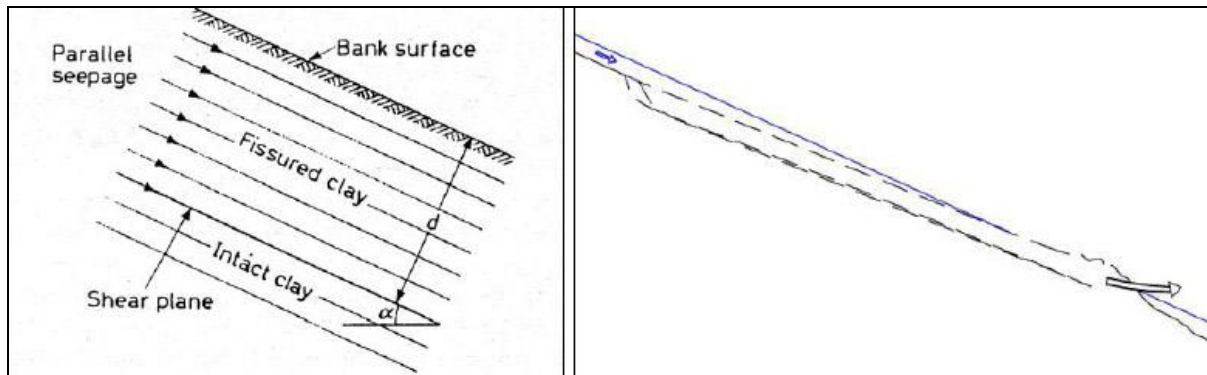 Parallel
seepage
Bank surface
Fissured clay
d
Intact clay
Shear plane
α